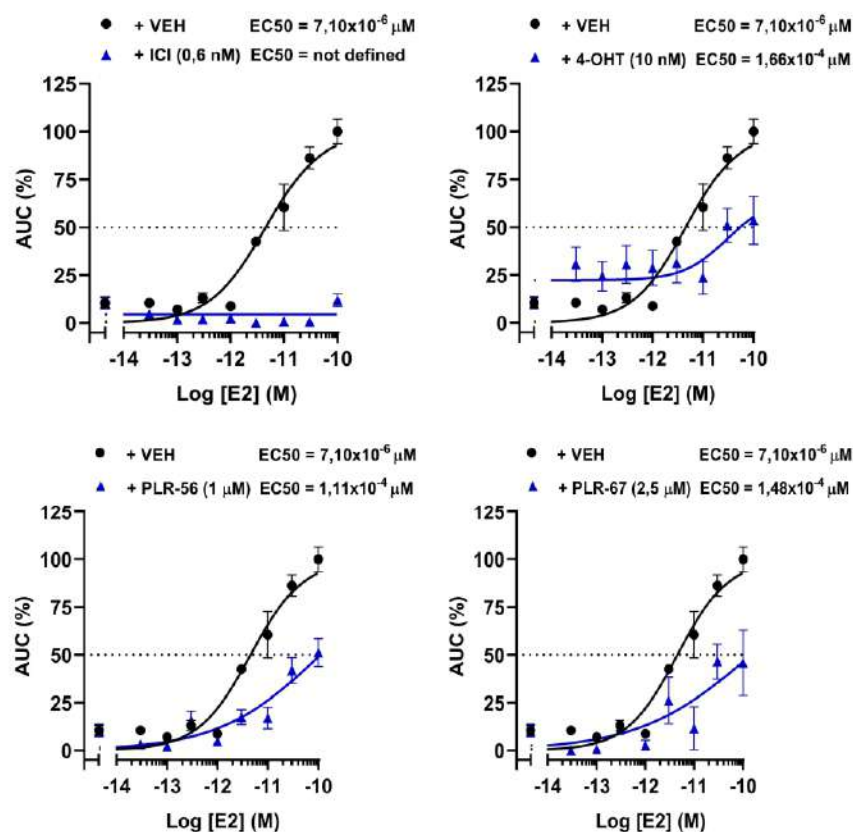 + VEH EC50 = 7,10x10⁻⁶ μM
+ ICI (0,6 nM) EC50 = not defined
125
100
75
50
25
0
AUC (%)
-14 -13 -12 -11 -10
Log [E2] (M)
+ VEH EC50 = 7,10x10⁻⁶ μM
+ 4-OHT (10 nM) EC50 = 1,66x10⁻⁴ μM
125
100
75
50
25
0
AUC (%)
-14 -13 -12 -11 -10
Log [E2] (M)
+ VEH EC50 = 7,10x10⁻⁶ μM
+ PLR-56 (1 μM) EC50 = 1,11x10⁻⁴ μM
125
100
75
50
25
0
AUC (%)
-14 -13 -12 -11 -10
Log [E2] (M)
+ VEH EC50 = 7,10x10⁻⁶ μM
+ PLR-67 (2,5 μM) EC50 = 1,48x10⁻⁴ μM
125
100
75
50
25
0
AUC (%)
-14 -13 -12 -11 -10
Log [E2] (M)